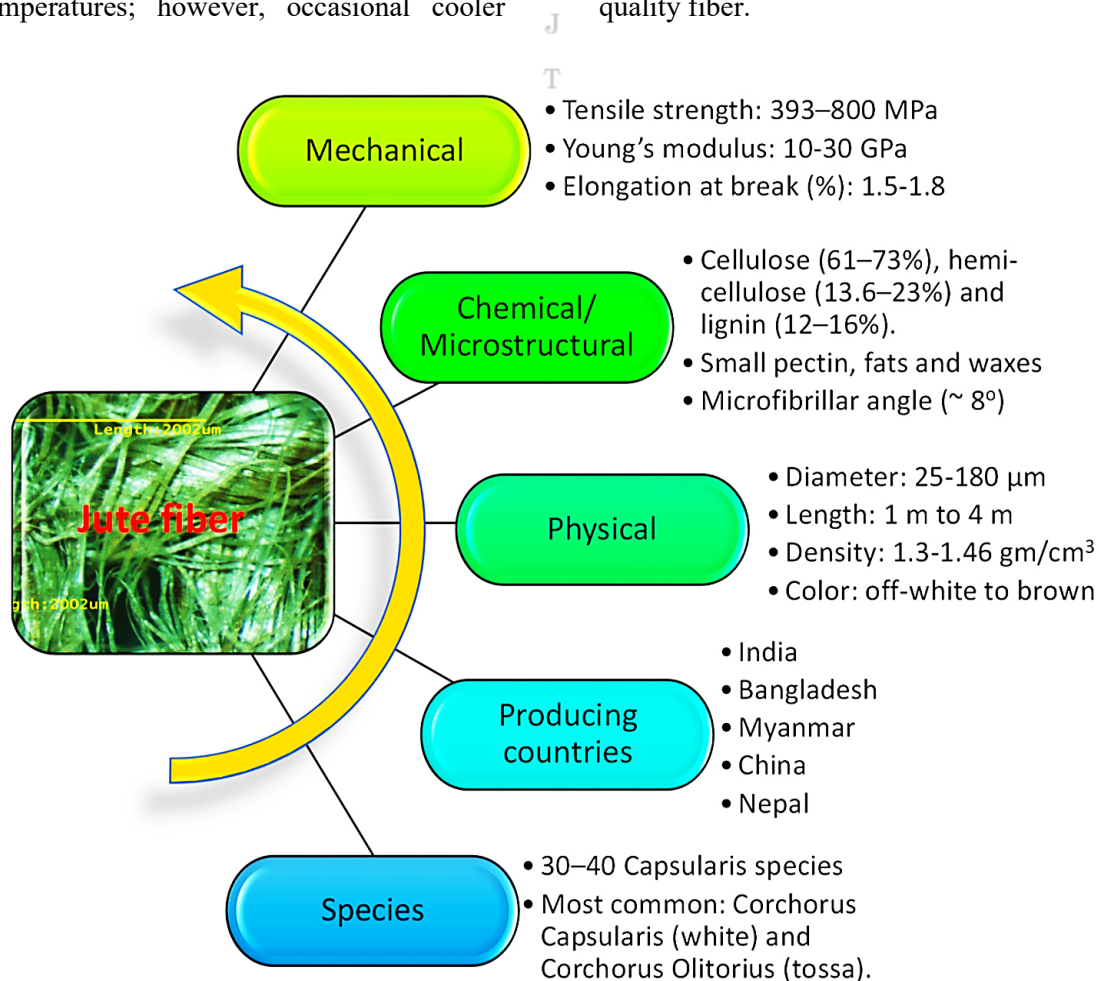 mperatures; however, occasional cooler
quality fiber.
J
T
Mechanical
• Tensile strength: 393–800 MPa
• Young’s modulus: 10-30 GPa
• Elongation at break (%): 1.5-1.8
Chemical/
Microstructural
• Cellulose (61–73%), hemi-
cellulose (13.6–23%) and
lignin (12–16%).
• Small pectin, fats and waxes
• Microfibrillar angle (~ 8º)
Length:2002um
Jute fiber
gth:2002um
Physical
• Diameter: 25-180 µm
• Length: 1 m to 4 m
• Density: 1.3-1.46 gm/cm³
• Color: off-white to brown
Producing
countries
• India
• Bangladesh
• Myanmar
• China
• Nepal
Species
• 30–40 Capsularis species
• Most common: Corchorus
Capsularis (white) and
Corchorus Olitorius (tossa).